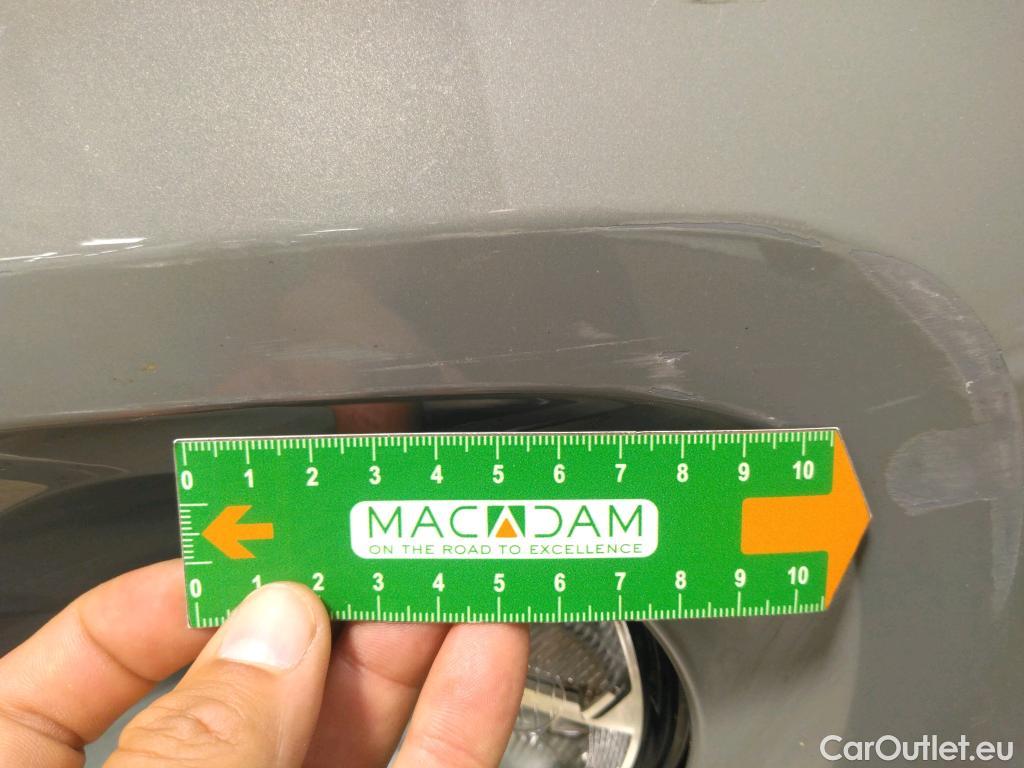 0 1 2 3 4 5 6 7 8 9 10
MACADAM
ON THE ROAD TO EXCELLENCE
0 1 2 3 4 5 6 7 8 9 10
CarOutlet.eu